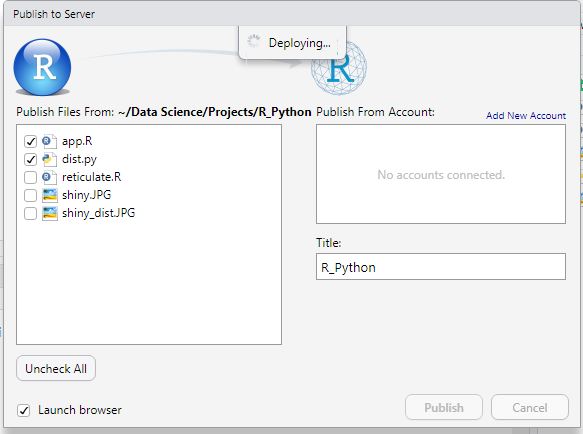 Publish to Server
Deploying...
R
R
Publish Files From: ~/Data Science/Projects/R_Python
Publish From Account:
Add New Account
app.R
dist.py
reticulate.R
shiny.JPG
shiny_dist.JPG
No accounts connected.
Title:
R_Python
Uncheck All
Launch browser
Publish
Cancel